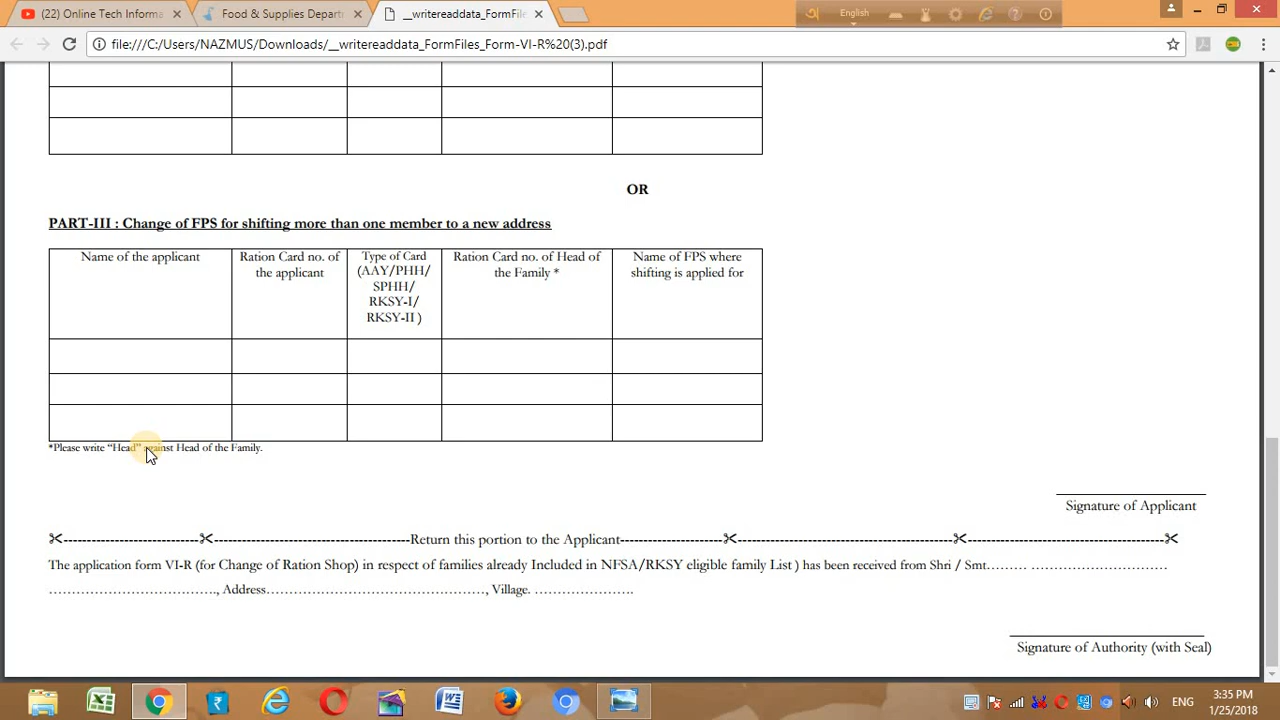 (22) Online Tech Informa
Food & Supplies Departm
__writereaddata_FormFile
English
file:///C:/Users/NAZMUS/Downloads/__writereaddata_FormFiles_Form-VI-R%20(3).pdf
OR
PART-III : Change of FPS for shifting more than one member to a new address
Name of the applicant
Ration Card no. of the applicant
Type of Card (AAY/PHH/ SPHH/ RKSY-I/ RKSY-II )
Ration Card no. of Head of the Family *
Name of FPS where shifting is applied for
*Please write “Head” against Head of the Family.
Signature of Applicant
✂---------------------------✂---------------------------------------Return this portion to the Applicant--------------------✂-------------------------------------------✂---------------------------------------✂
The application form VI-R (for Change of Ration Shop) in respect of families already Included in NFSA/RKSY eligible family List ) has been received from Shri / Smt……… …………………………
………………………………., Address…………………………………………, Village. ………………….
Signature of Authority (with Seal)
ENG
3:35 PM
1/25/2018